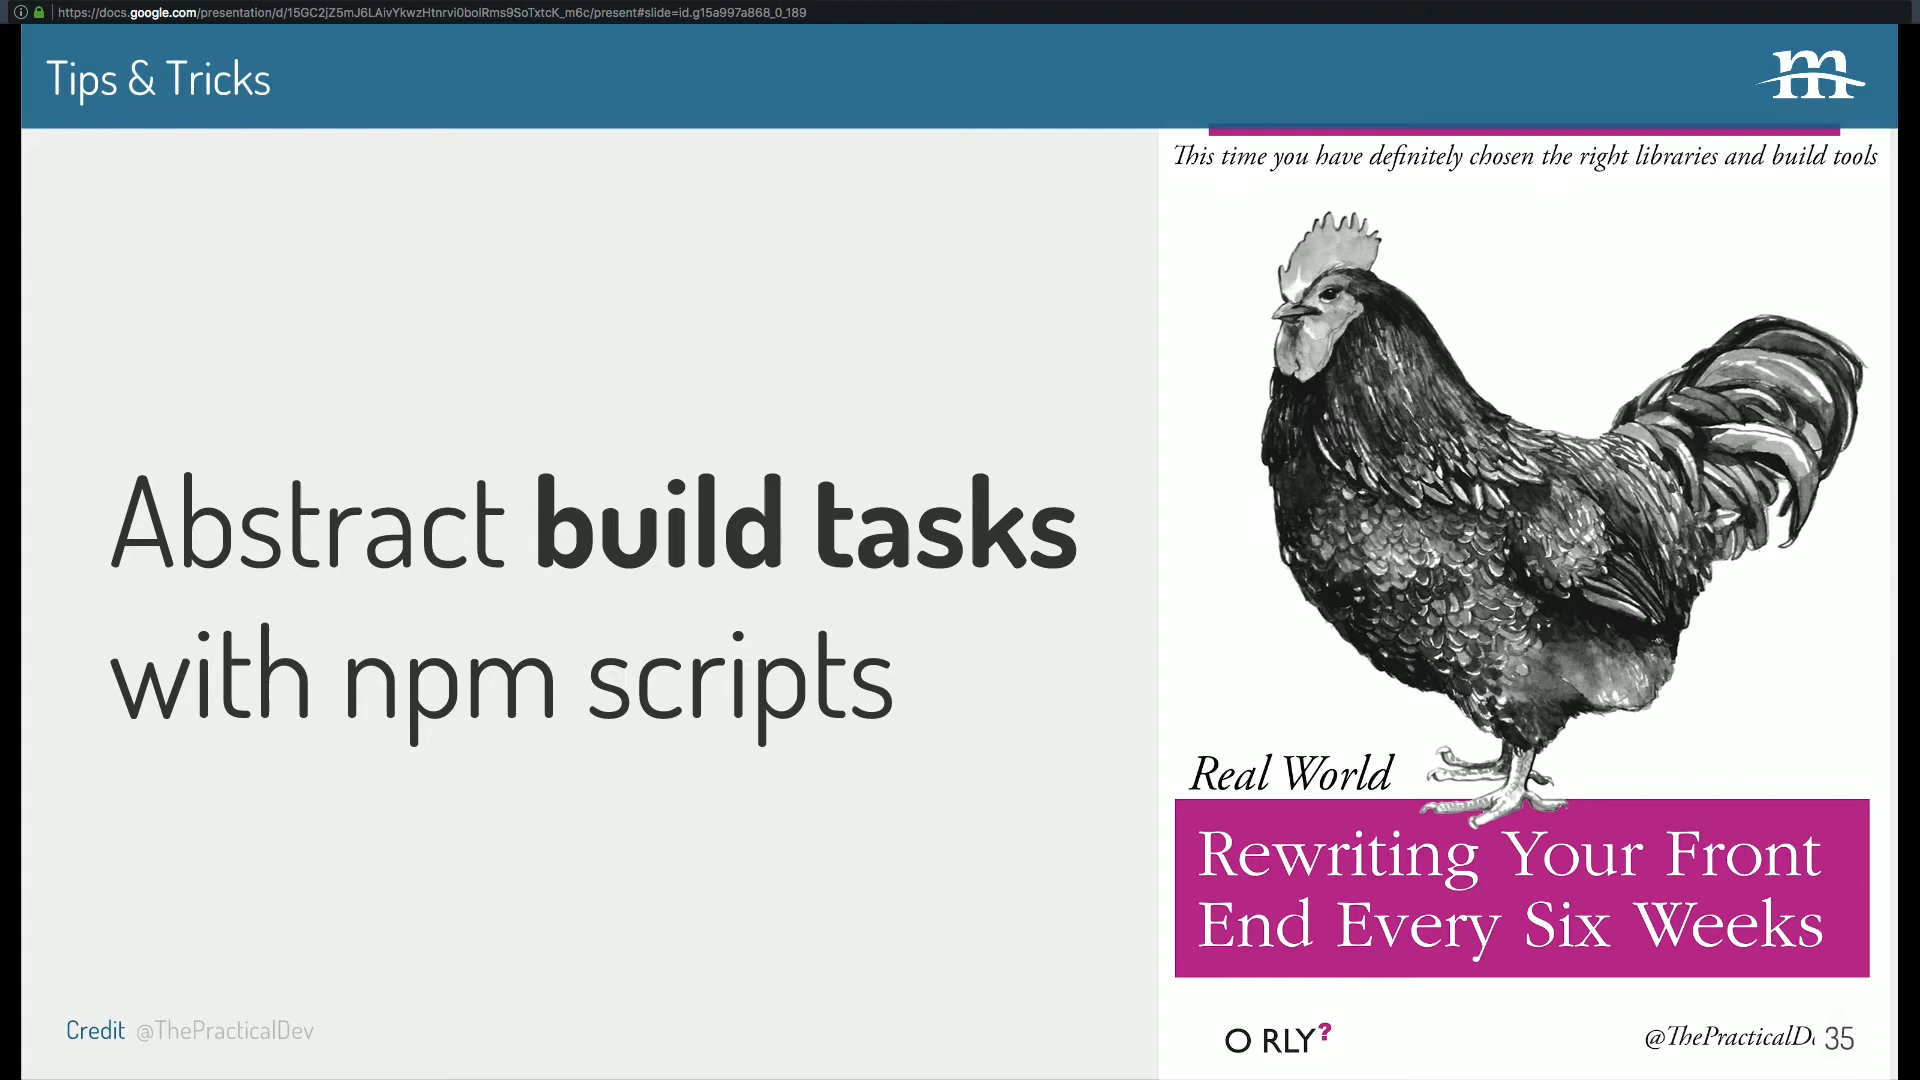 https://docs.google.com/presentation/d/15GC2jZ5mJ6LAivYkwzHtnrvi0bolRms9SoTxtcK_m6c/present#slide=id.g15a997a868_0_189
Tips & Tricks
m
This time you have definitely chosen the right libraries and build tools
Abstract build tasks
with npm scripts
Real World
Rewriting Your Front
End Every Six Weeks
Credit @ThePracticalDev
O RLY?
@ThePracticalD
35